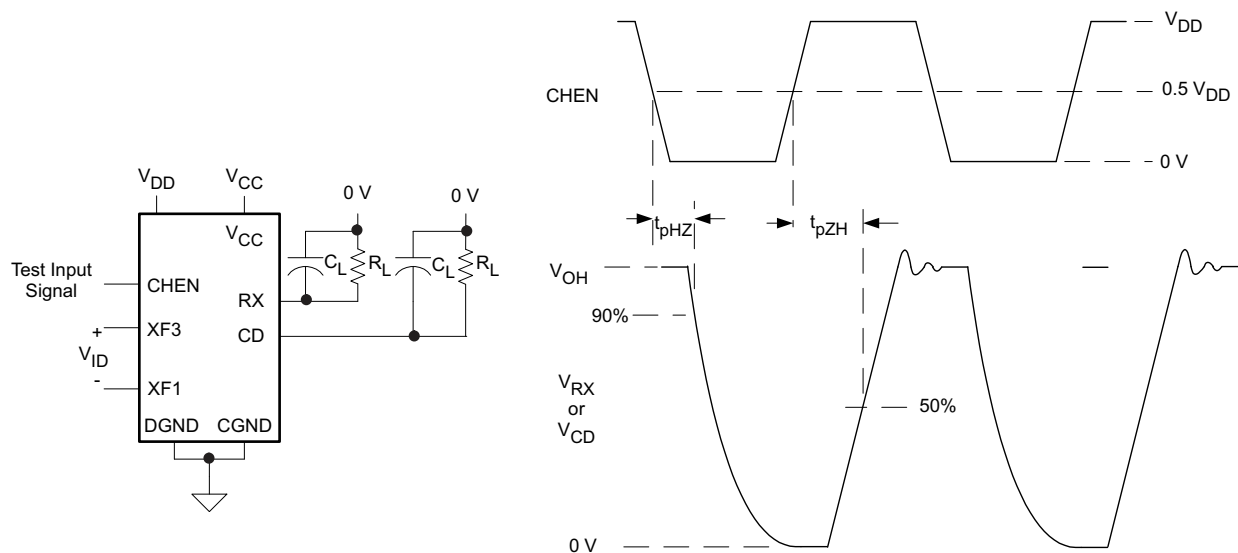 V_DD
V_CC
0 V
0 V
V_CC
C_L
R_L
C_L
R_L
Test Input
Signal
CHEN
RX
XF3
CD
+
V_ID
-
XF1
DGND
CGND
V_DD
CHEN
0.5 V_DD
0 V
t_pHZ
t_pZH
V_OH
90%
V_RX
or
V_CD
50%
0 V